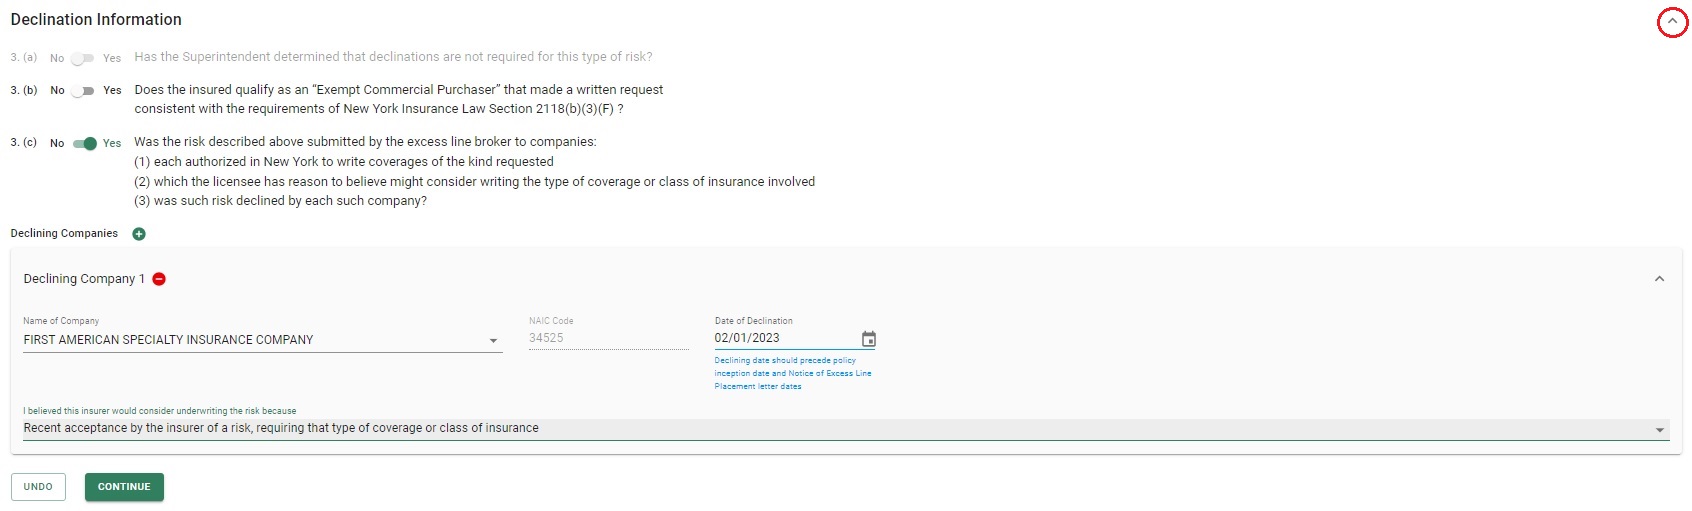 Declination Information
3. (a) No Yes Has the Superintendent determined that declinations are not required for this type of risk?
3. (b) No Yes Does the insured qualify as an “Exempt Commercial Purchaser” that made a written request
consistent with the requirements of New York Insurance Law Section 2118(b)(3)(F) ?
3. (c) No Yes Was the risk described above submitted by the excess line broker to companies:
(1) each authorized in New York to write coverages of the kind requested
(2) which the licensee has reason to believe might consider writing the type of coverage or class of insurance involved
(3) was such risk declined by each such company?
Declining Companies
Declining Company 1
Name of Company
FIRST AMERICAN SPECIALTY INSURANCE COMPANY
NAIC Code
34525
Date of Declination
02/01/2023
Declining date should precede policy
inception date and Notice of Excess Line
Placement letter dates
I believed this insurer would consider underwriting the risk because
Recent acceptance by the insurer of a risk, requiring that type of coverage or class of insurance
UNDO
CONTINUE